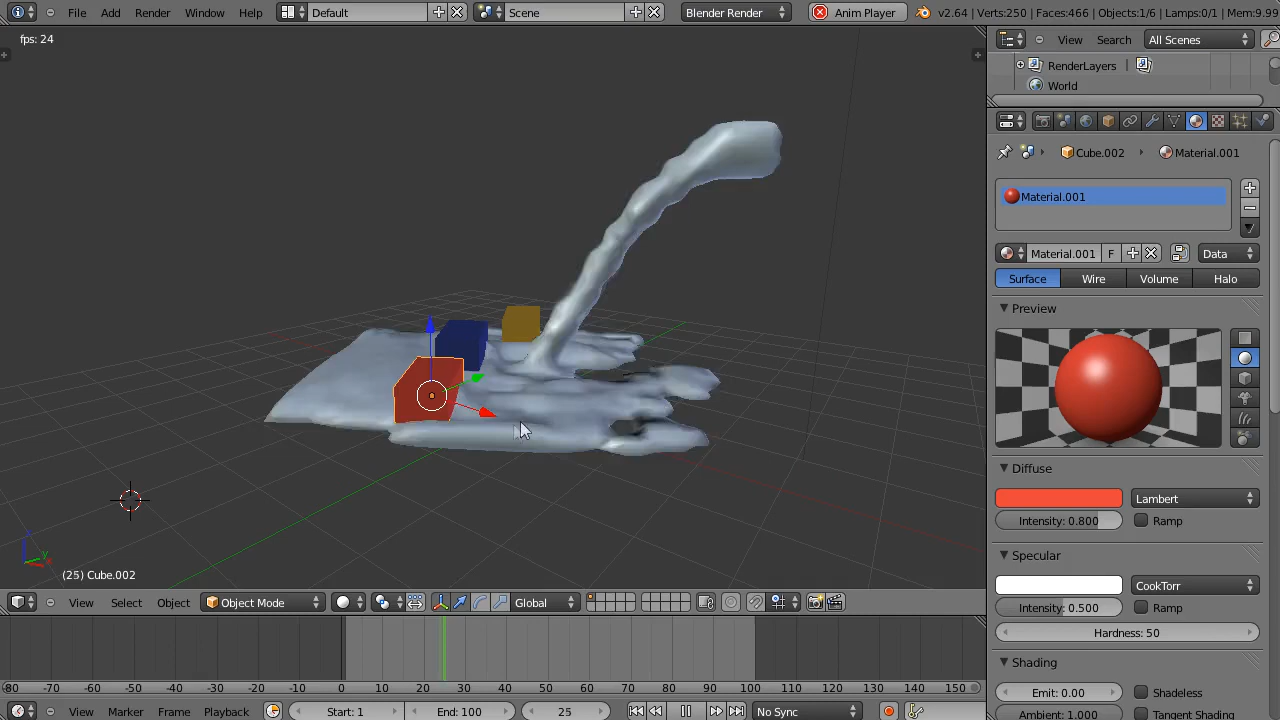 File Add Render Window Help Default Scene Blender Render Anim Player v2.64 | Verts:250 | Faces:466 | Objects:1/6 | Lamps:0/1 | Mem:9.99
fps: 24
View Search All Scenes
RenderLayers
World
Cube.002 Material.001
Material.001
Material.001 F Data
Surface Wire Volume Halo
Preview
Diffuse
Lambert
Intensity: 0.800 Ramp
Specular
CookTorr
Intensity: 0.500 Ramp
Hardness: 50
Shading
Emit: 0.00 Shadeless
Ambient: 1.000 Tangent Shading
(25) Cube.002
View Select Object Object Mode Global
-80 -70 -60 -50 -40 -30 -20 -10 0 10 20 30 40 50 60 70 80 90 100 110 120 130 140 150
View Marker Frame Playback Start: 1 End: 100 25 No Sync